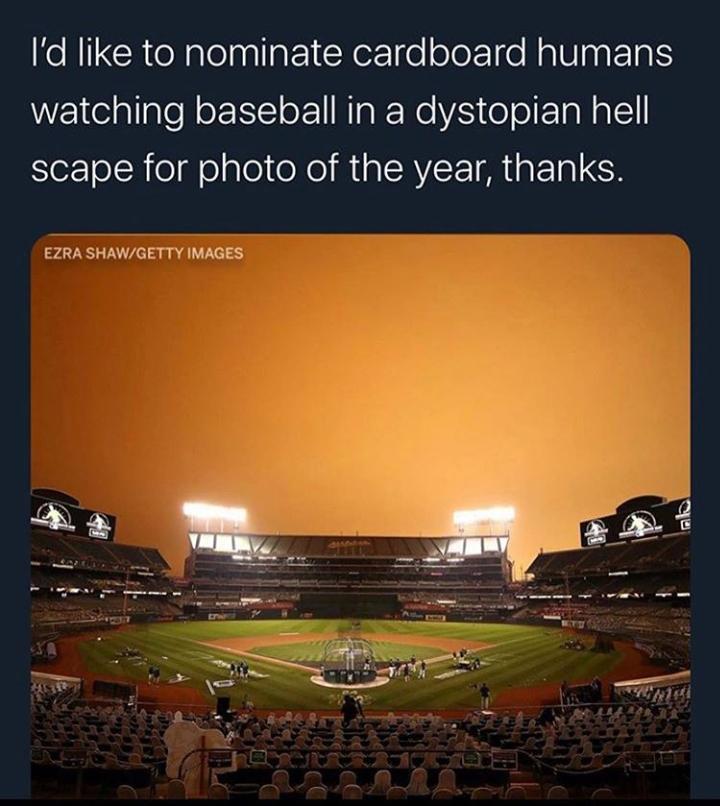 I'd like to nominate cardboard humans
watching baseball in a dystopian hell
scape for photo of the year, thanks.
EZRA SHAW/GETTY IMAGES